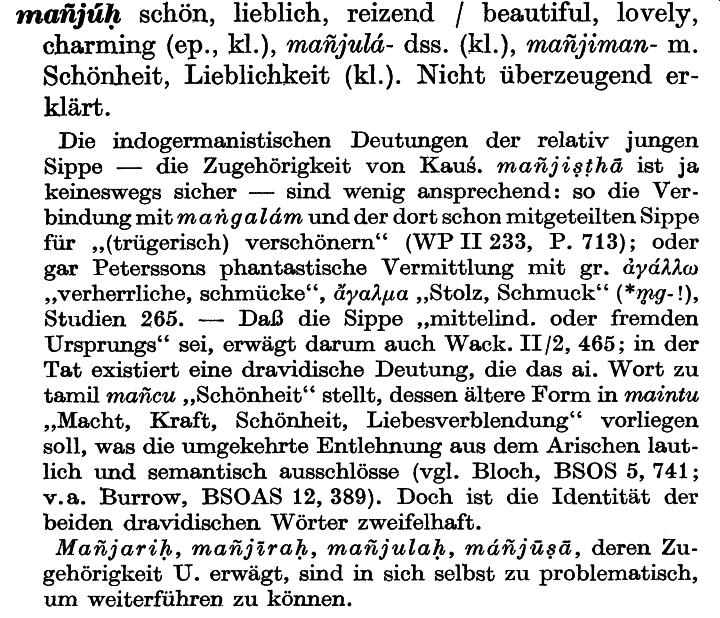 mañjúḥ schön, lieblich, reizend / beautiful, lovely,
charming (ep., kl.), mañjulá- dss. (kl.), mañjiman- m.
Schönheit, Lieblichkeit (kl.). Nicht überzeugend er-
klärt.
Die indogermanistischen Deutungen der relativ jungen
Sippe — die Zugehörigkeit von Kauś. mañjiṣṭhā ist ja
keineswegs sicher — sind wenig ansprechend: so die Ver-
bindung mit maṅgalám und der dort schon mitgeteilten Sippe
für „(trügerisch) verschönern“ (WP II 233, P. 713); oder
gar Peterssons phantastische Vermittlung mit gr. ἀγάλλω
„verherrliche, schmücke“, ἄγαλμα „Stolz, Schmuck“ (*m̥g-!),
Studien 265. — Daß die Sippe „mittelind. oder fremden
Ursprungs“ sei, erwägt darum auch Wack. II/2, 465; in der
Tat existiert eine dravidische Deutung, die das ai. Wort zu
tamil mañcu „Schönheit“ stellt, dessen ältere Form in maintu
„Macht, Kraft, Schönheit, Liebesverblendung“ vorliegen
soll, was die umgekehrte Entlehnung aus dem Arischen laut-
lich und semantisch ausschlösse (vgl. Bloch, BSOS 5, 741;
v.a. Burrow, BSOAS 12, 389). Doch ist die Identität der
beiden dravidischen Wörter zweifelhaft.
Mañjariḥ, mañjīraḥ, mañjulaḥ, máñjūṣā, deren Zu-
gehörigkeit U. erwägt, sind in sich selbst zu problematisch,
um weiterführen zu können.